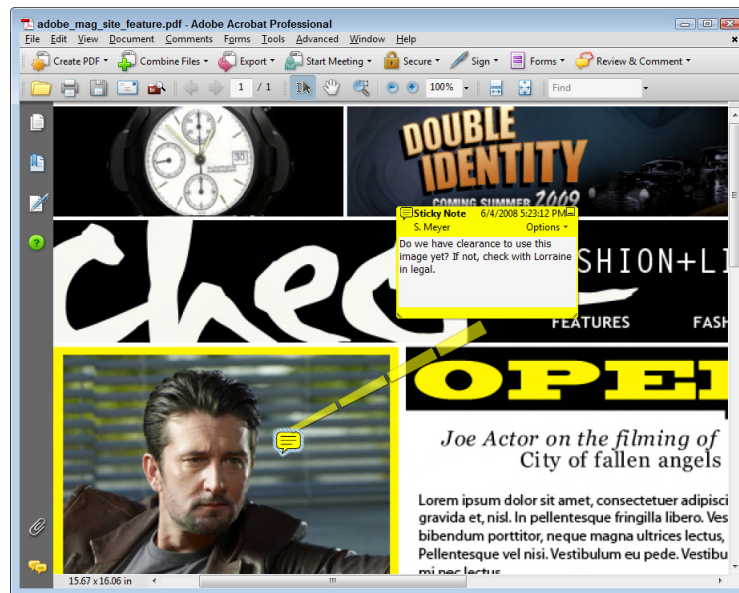 adobe_mag_site_feature.pdf - Adobe Acrobat Professional
File Edit View Document Comments Forms Tools Advanced Window Help
Create PDF Combine Files Export Start Meeting Secure Sign Forms Review & Comment
1 / 1 100% Find
30
AUTOMATIC
DOUBLE
IDENTITY
COMING SUMMER 2009
Sticky Note 6/4/2008 5:23:12 PM
S. Meyer Options
Do we have clearance to use this
image yet? If not, check with Lorraine
in legal.
SHION+LI
FEATURES FASH
OPE
Joe Actor on the filming of
City of fallen angels
Lorem ipsum dolor sit amet, consectetuer adipisci
gravida et, nisl. In pellentesque fringilla libero. Ves
bibendum porttitor, neque magna ultrices lectus,
Pellentesque vel nisi. Vestibulum eu pede. Vestibu
mi nec lectus
15.67 x 16.06 in